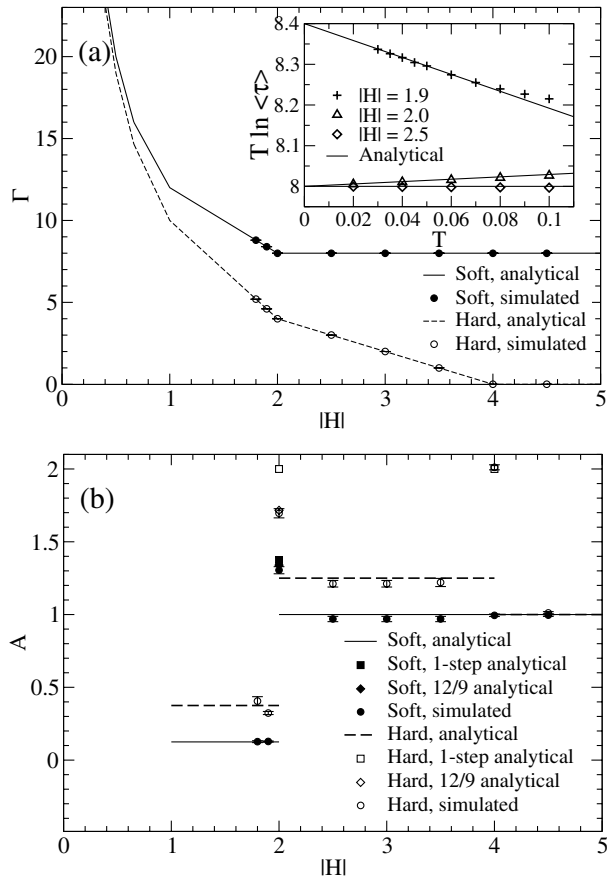 (a)
Γ
20
15
10
5
0
0
1
2
3
4
5
|H|
Soft, analytical
Soft, simulated
Hard, analytical
Hard, simulated
T ln <τ>
8.4
8.3
8.2
8.1
8
0
0.02
0.04
0.06
0.08
0.1
T
|H| = 1.9
|H| = 2.0
|H| = 2.5
Analytical
(b)
A
2
1.5
1
0.5
0
0
1
2
3
4
5
|H|
Soft, analytical
Soft, 1-step analytical
Soft, 12/9 analytical
Soft, simulated
Hard, analytical
Hard, 1-step analytical
Hard, 12/9 analytical
Hard, simulated